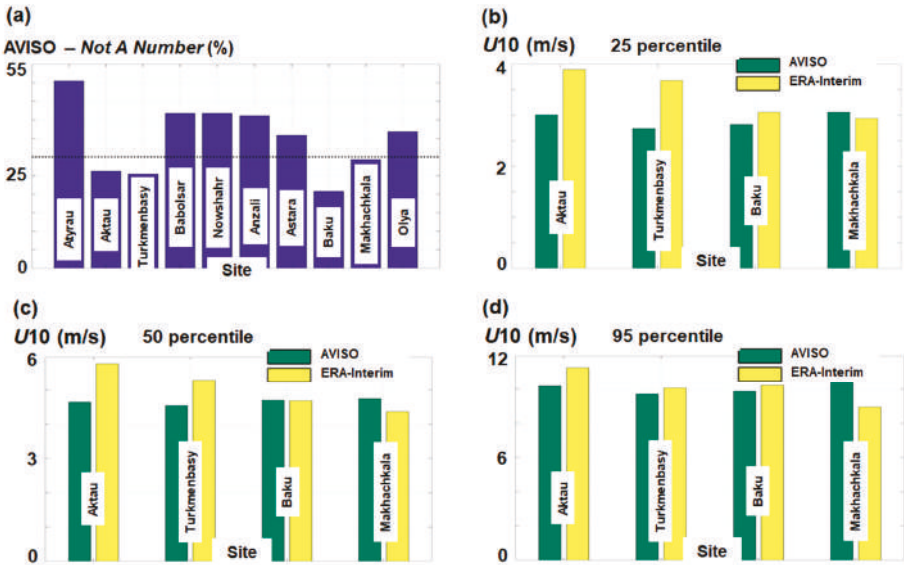 (a)
AVISO – Not A Number (%)
55
25
0
Atyrau
Aktau
Turkmenbasy
Babolsar
Nowshahr
Anzali
Astara
Baku
Makhachkala
Olya
Site
(b)
U10 (m/s) 25 percentile
AVISO
ERA-Interim
4
2
0
Aktau
Turkmenbasy
Baku
Makhachkala
Site
(c)
U10 (m/s) 50 percentile
AVISO
ERA-Interim
6
3
0
Aktau
Turkmenbasy
Baku
Makhachkala
Site
(d)
U10 (m/s) 95 percentile
AVISO
ERA-Interim
12
6
0
Aktau
Turkmenbasy
Baku
Makhachkala
Site